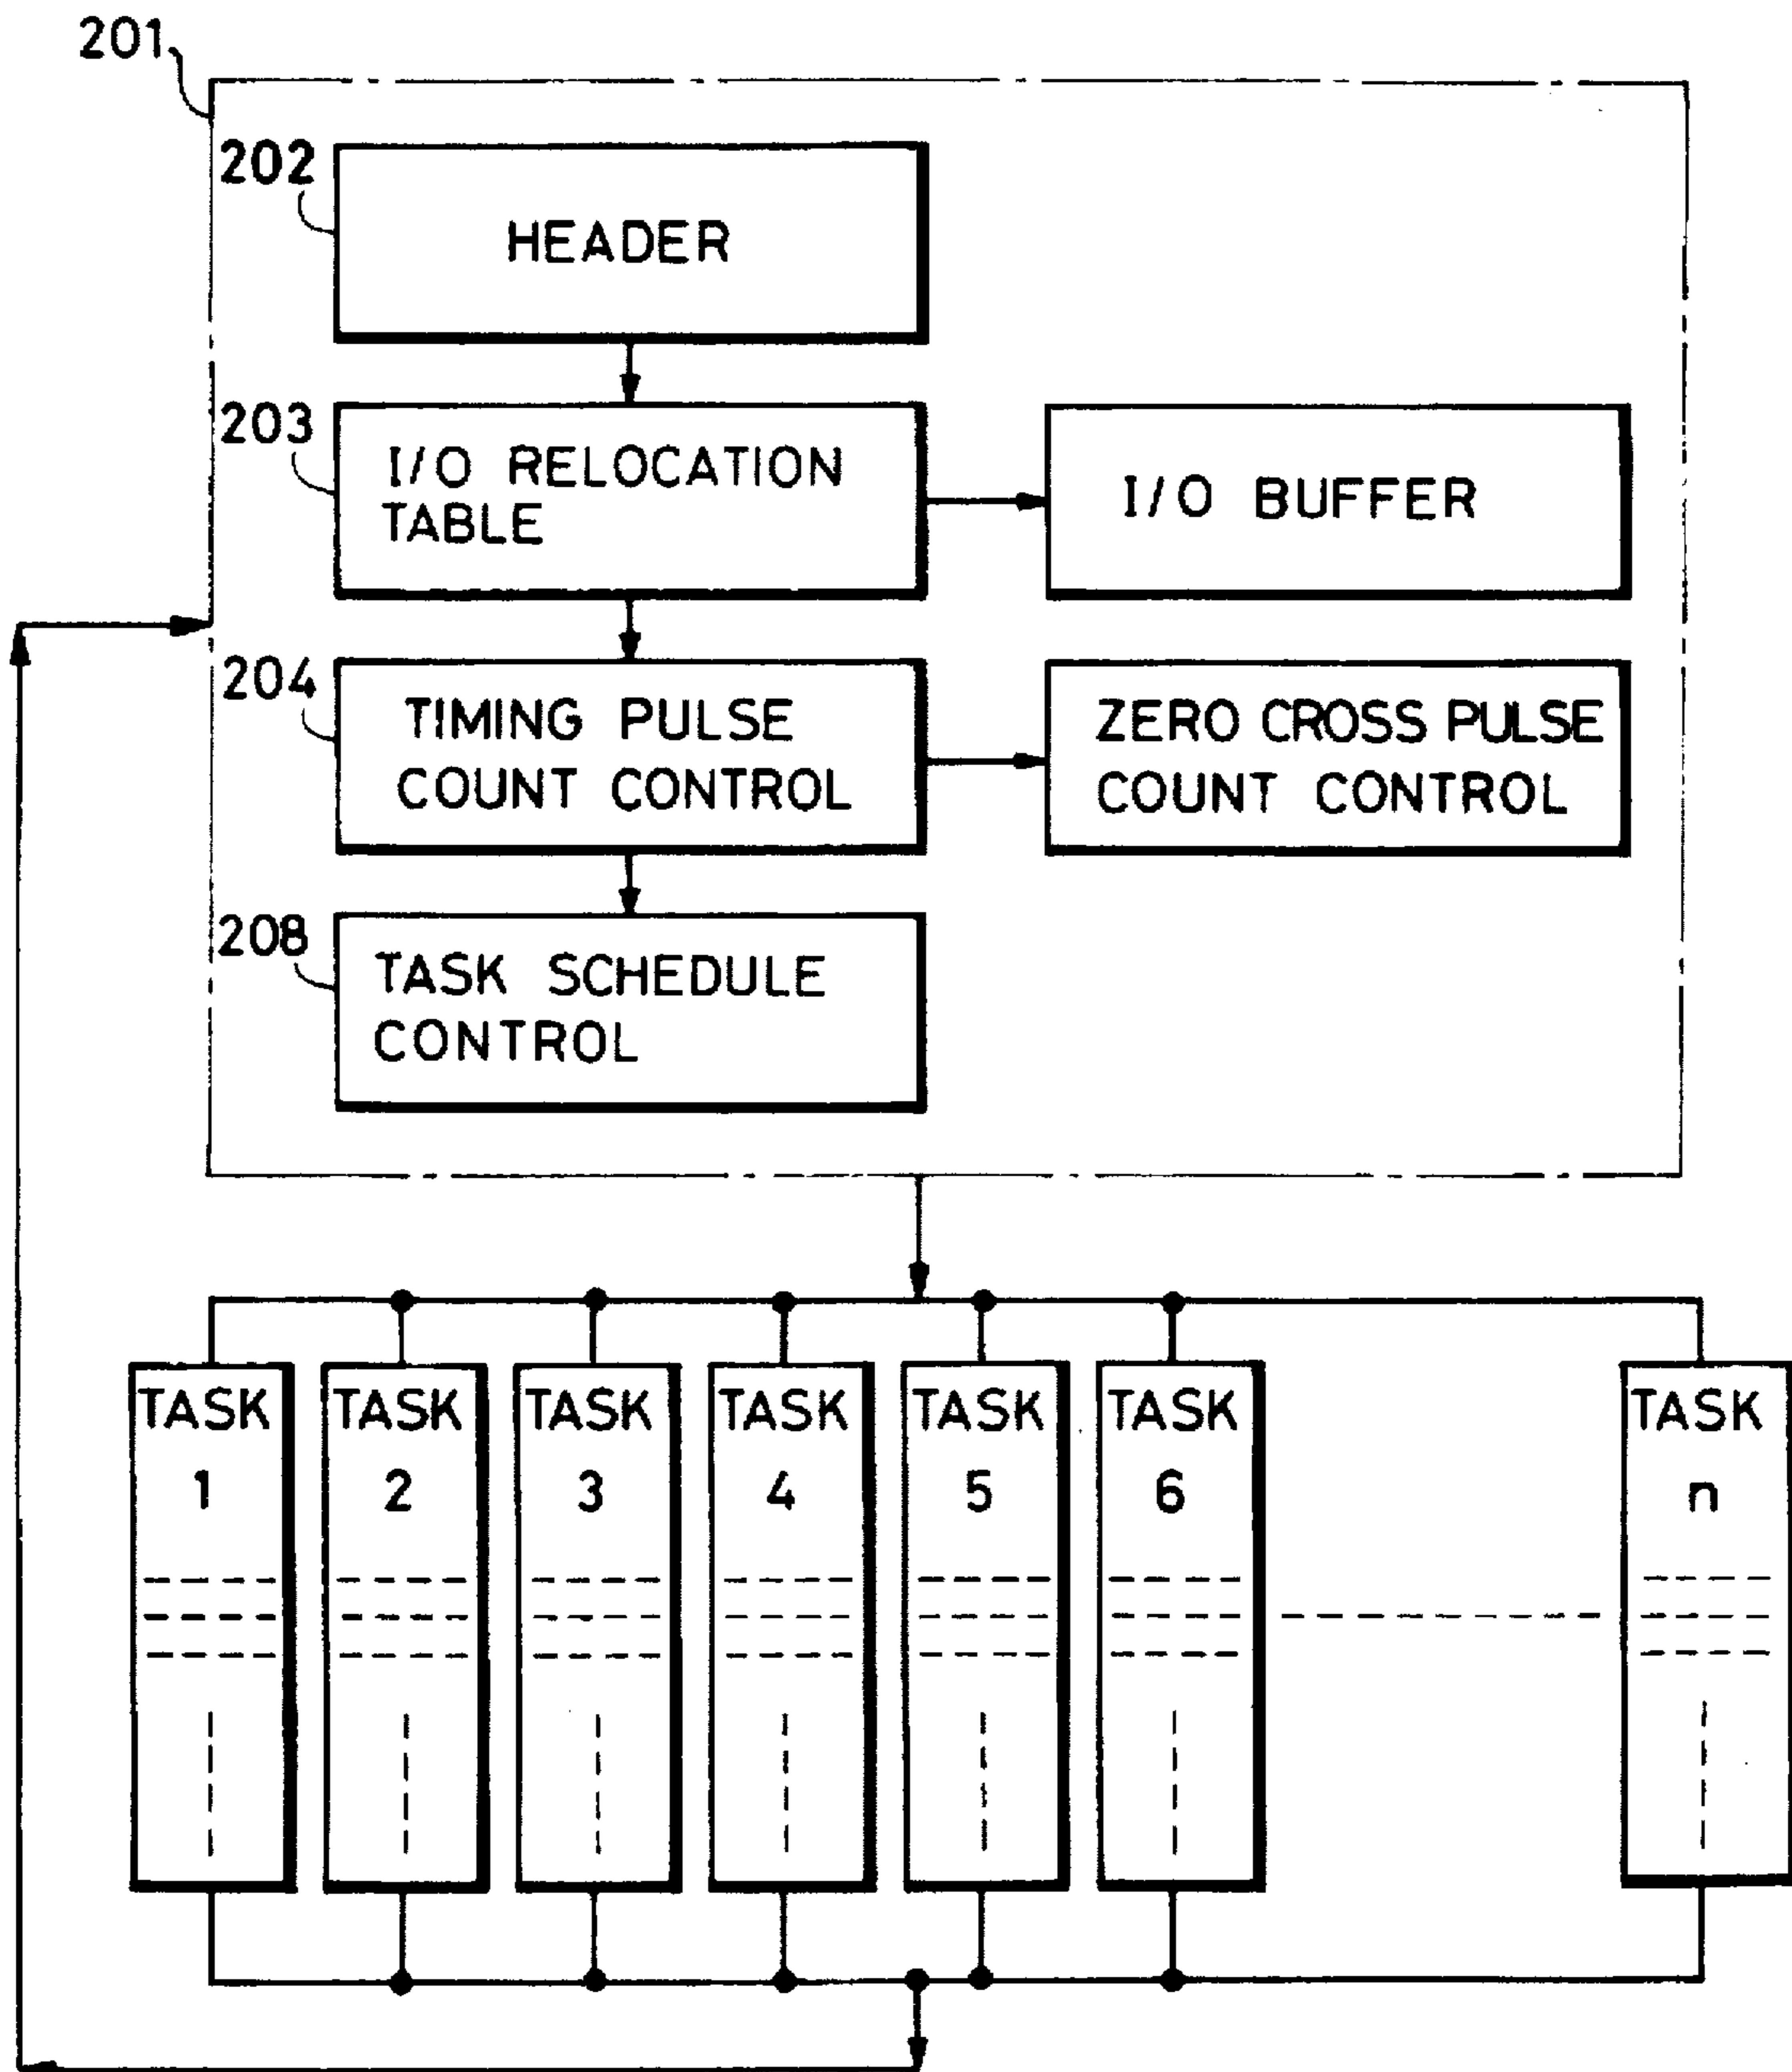 201
202
HEADER
203
I/O RELOCATION
TABLE
I/O BUFFER
204
TIMING PULSE
COUNT CONTROL
ZERO CROSS PULSE
COUNT CONTROL
208
TASK SCHEDULE
CONTROL
TASK
1
TASK
2
TASK
3
TASK
4
TASK
5
TASK
6
TASK
n